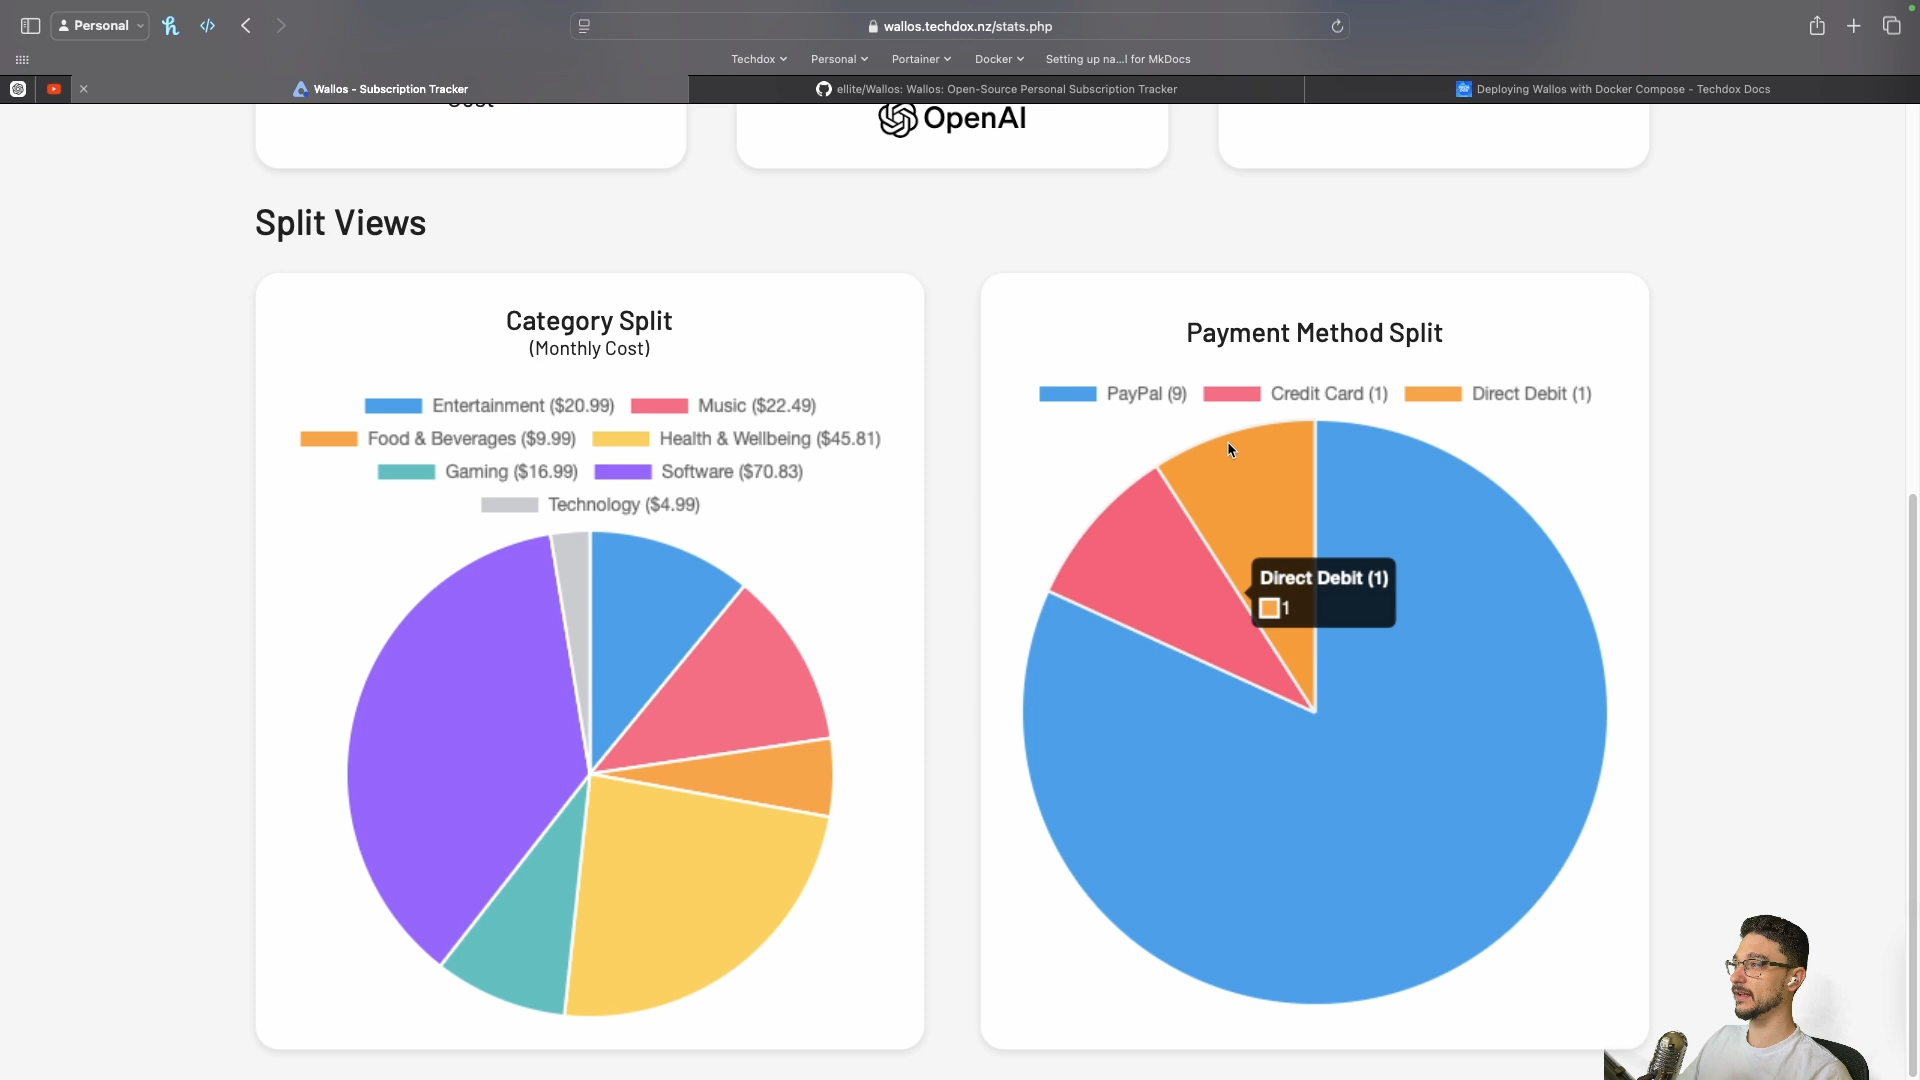 Personal
wallos.techdox.nz/stats.php
Techdox
Personal
Portainer
Docker
Setting up na...l for MkDocs
Wallos - Subscription Tracker
ellite/Wallos: Wallos: Open-Source Personal Subscription Tracker
Deploying Wallos with Docker Compose - Techdox Docs
Cost
OpenAI
Split Views
Category Split
(Monthly Cost)
Entertainment ($20.99)
Music ($22.49)
Food & Beverages ($9.99)
Health & Wellbeing ($45.81)
Gaming ($16.99)
Software ($70.83)
Technology ($4.99)
Payment Method Split
PayPal (9)
Credit Card (1)
Direct Debit (1)
Direct Debit (1)
1